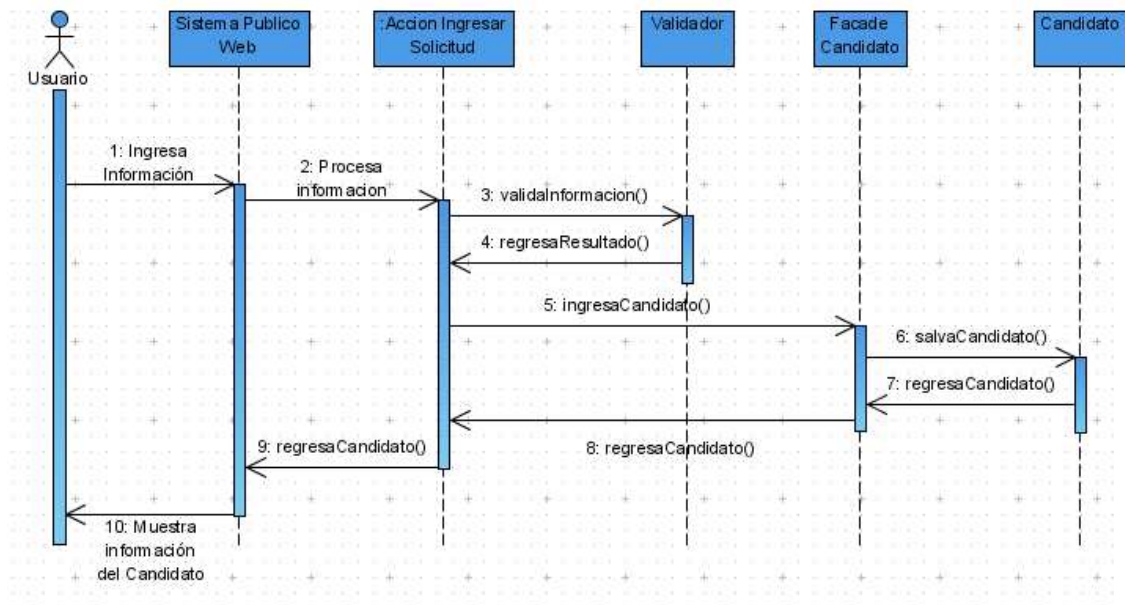 Sistema Publico
Web
:Accion Ingresar
Solicitud
Validador
Facade
Candidato
Candidato
Usuario
1: Ingresa
Información
2: Procesa
informacion
3: validaInformacion()
4: regresaResultado()
5: ingresaCandidato()
6: salvaCandidato()
7: regresaCandidato()
8: regresaCandidato()
9: regresaCandidato()
10: Muestra
información
del Candidato